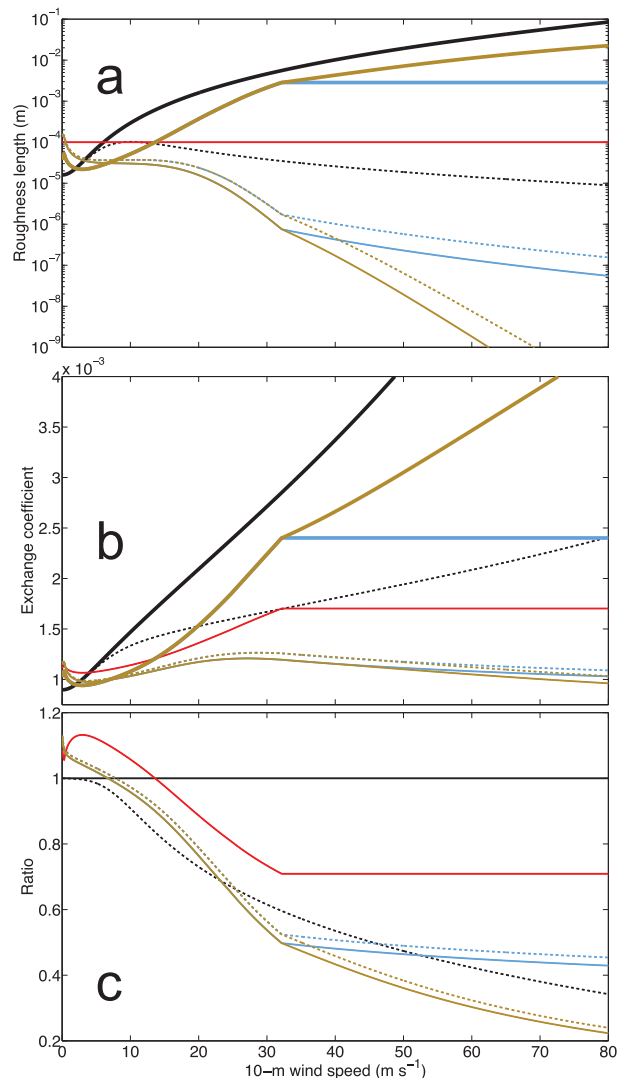 10⁻¹
10⁻²
10⁻³
10⁻⁴
10⁻⁵
10⁻⁶
10⁻⁷
10⁻⁸
10⁻⁹
Roughness length (m)
a
x 10⁻³
4
3.5
3
2.5
2
1.5
1
Exchange coefficient
b
1.2
1
0.8
0.6
0.4
0.2
Ratio
c
0 10 20 30 40 50 60 70 80
10–m wind speed (m s⁻¹)